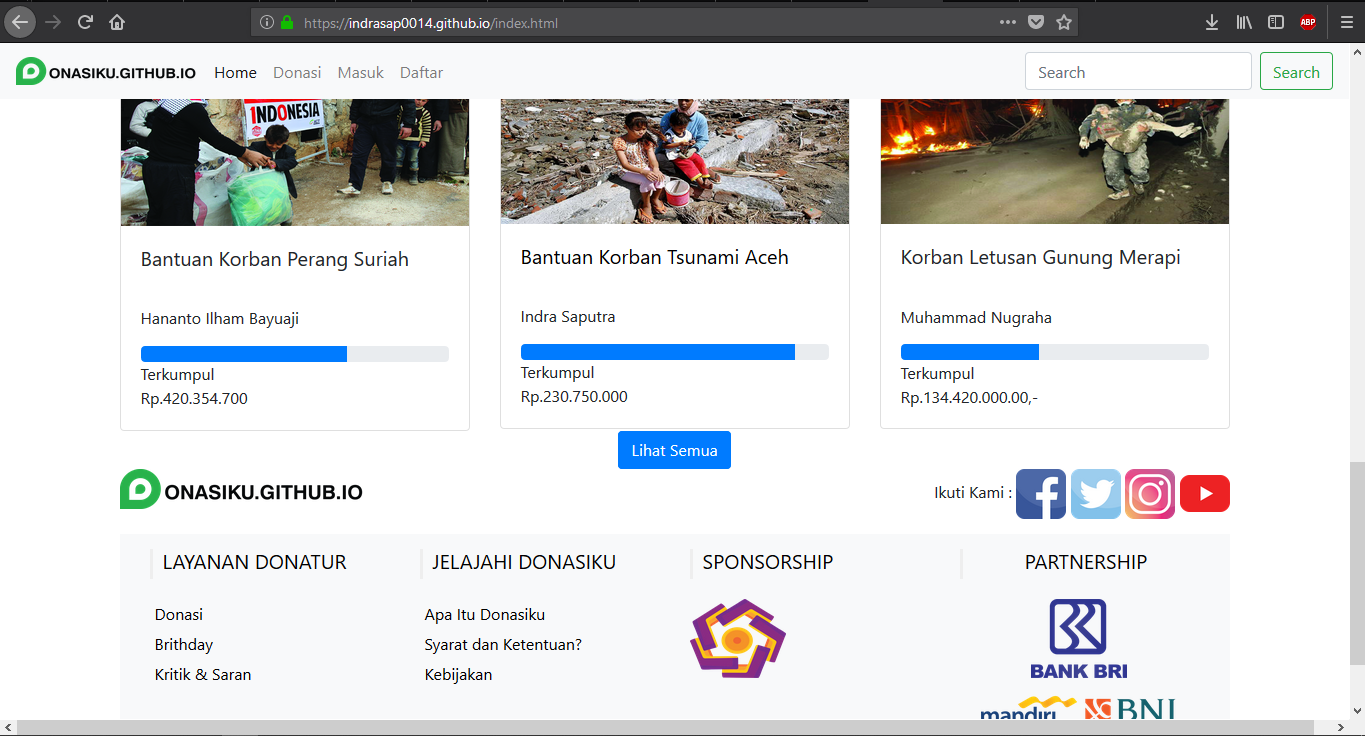 https://indrasap0014.github.io/index.html
ABP
ONASIKU.GITHUB.IO Home Donasi Masuk Daftar Search Search
INDONESIA
Bantuan Korban Perang Suriah
Hananto Ilham Bayuaji
Terkumpul
Rp.420.354.700
Bantuan Korban Tsunami Aceh
Indra Saputra
Terkumpul
Rp.230.750.000
Korban Letusan Gunung Merapi
Muhammad Nugraha
Terkumpul
Rp.134.420.000.00,-
Lihat Semua
ONASIKU.GITHUB.IO
Ikuti Kami :
LAYANAN DONATUR
Donasi
Brithday
Kritik & Saran
JELAJAHI DONASIKU
Apa Itu Donasiku
Syarat dan Ketentuan?
Kebijakan
SPONSORSHIP
PARTNERSHIP
BANK BRI
mandiri
BNI